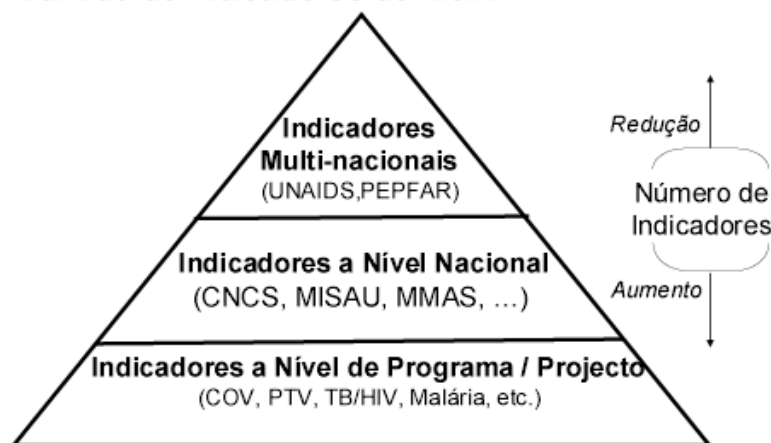 Indicadores
Multi-nacionais
(UNAIDS,PEPFAR)
Indicadores a Nível Nacional
(CNCS, MISAU, MMAS, ...)
Indicadores a Nível de Programa / Projecto
(COV, PTV, TB/HIV, Malária, etc.)
Redução
Número de
Indicadores
Aumento